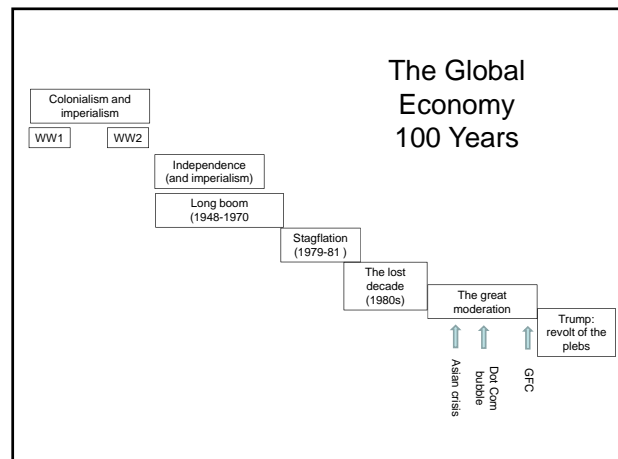 The Global
Economy
100 Years
Colonialism and
imperialism
WW1
WW2
Independence
(and imperialism)
Long boom
(1948-1970
Stagflation
(1979-81 )
The lost
decade
(1980s)
The great
moderation
Trump:
revolt of the
plebs
Asian crisis
Dot Com
bubble
GFC